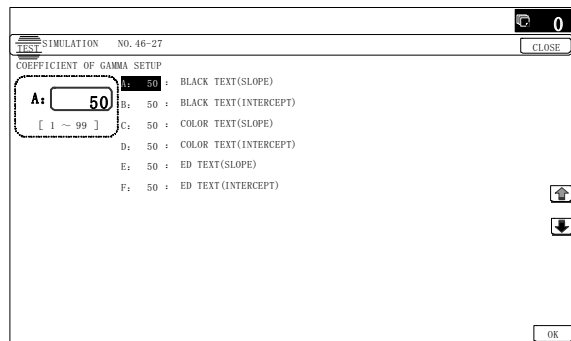 0
TEST SIMULATION NO. 46-27 CLOSE
COEFFICIENT OF GAMMA SETUP
A: 50
[ 1 ~ 99 ]
A: 50 : BLACK TEXT(SLOPE)
B: 50 : BLACK TEXT(INTERCEPT)
C: 50 : COLOR TEXT(SLOPE)
D: 50 : COLOR TEXT(INTERCEPT)
E: 50 : ED TEXT(SLOPE)
F: 50 : ED TEXT(INTERCEPT)
OK